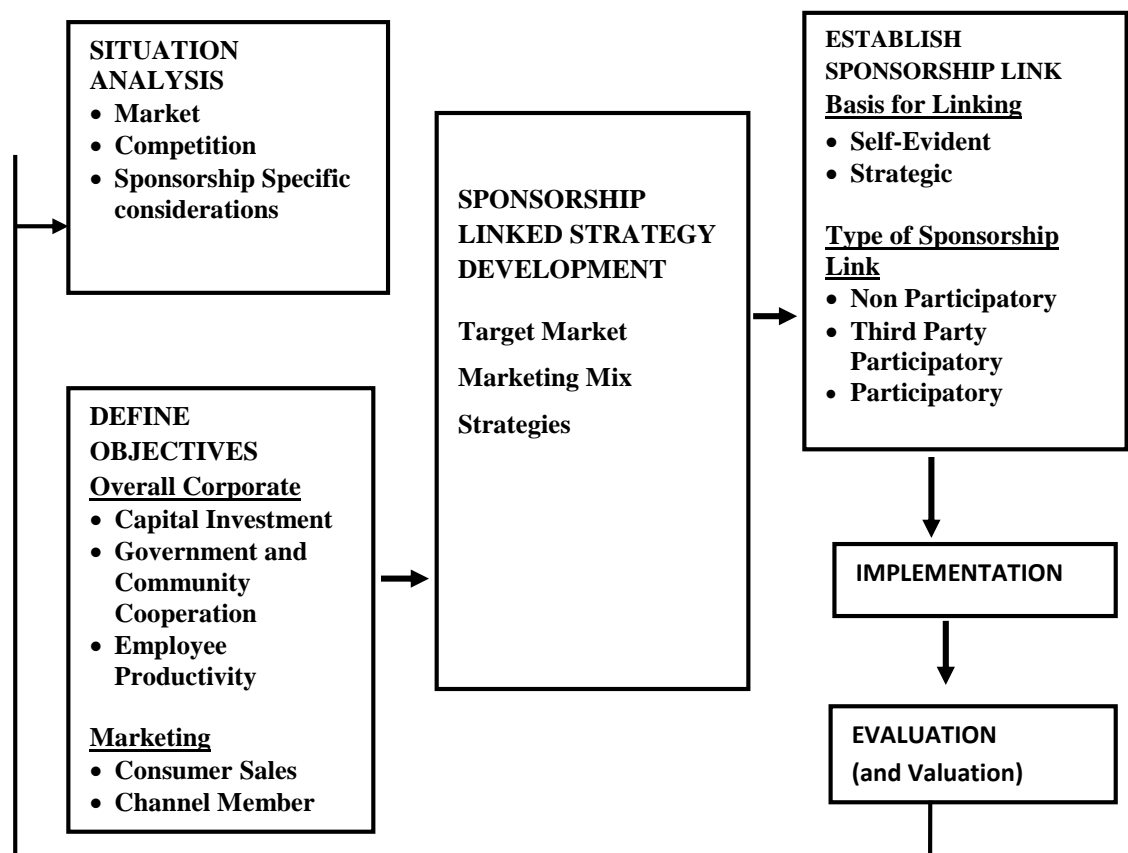 SITUATION
ANALYSIS
• Market
• Competition
• Sponsorship Specific
considerations
DEFINE
OBJECTIVES
Overall Corporate
• Capital Investment
• Government and
Community
Cooperation
• Employee
Productivity
Marketing
• Consumer Sales
• Channel Member
SPONSORSHIP
LINKED STRATEGY
DEVELOPMENT
Target Market
Marketing Mix
Strategies
ESTABLISH
SPONSORSHIP LINK
Basis for Linking
• Self-Evident
• Strategic
Type of Sponsorship
Link
• Non Participatory
• Third Party
Participatory
• Participatory
IMPLEMENTATION
EVALUATION
(and Valuation)